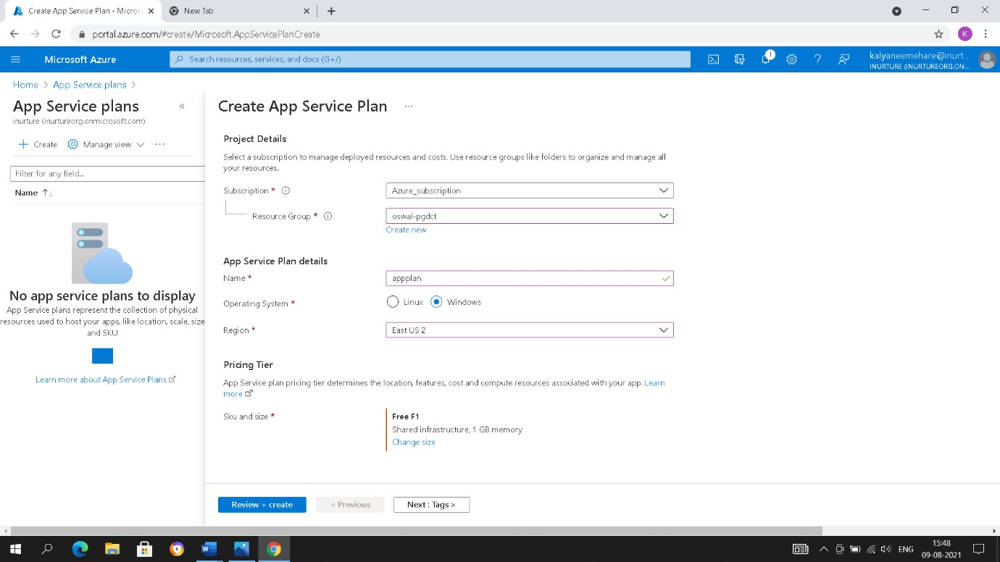 Create App Service Plan - Micros
New Tab
portal.azure.com/#create/Microsoft.AppServicePlanCreate
K
Microsoft Azure
Search resources, services, and docs (G+/)
1
kalyaneemehare@inurt...
INURTURE (INURTUREORG.ON...
Home > App Service plans >
App Service plans
«
inurture (inurtureorg.onmicrosoft.com)
+ Create
Manage view
...
Filter for any field...
Name ↑↓
No app service plans to display
App Service plans represent the collection of physical
resources used to host your apps, like location, scale, size
and SKU
Learn more about App Service Plans
Create App Service Plan ...
Project Details
Select a subscription to manage deployed resources and costs. Use resource groups like folders to organize and manage all
your resources.
Subscription *
Azure_subscription
Resource Group *
oswal-pgdct
Create new
App Service Plan details
Name *
appplan
Operating System *
Linux
Windows
Region *
East US 2
Pricing Tier
App Service plan pricing tier determines the location, features, cost and compute resources associated with your app. Learn
more
Sku and size *
Free F1
Shared infrastructure, 1 GB memory
Change size
Review + create
< Previous
Next : Tags >
ENG
15:48
09-08-2021